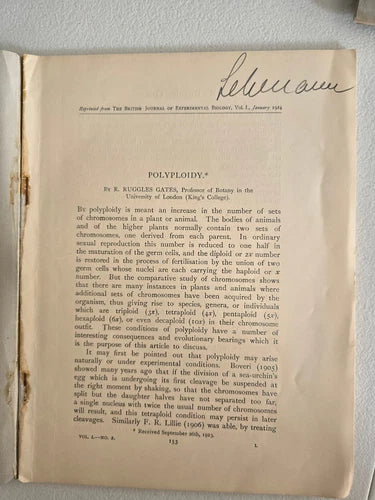 Lehmann
Reprinted from THE BRITISH JOURNAL OF EXPERIMENTAL BIOLOGY, Vol. I., January 1924
POLYPLOIDY.*
By R. RUGGLES GATES, Professor of Botany in the
University of London (King's College).
By polyploidy is meant an increase in the number of sets
of chromosomes in a plant or animal. The bodies of animals
and of the higher plants normally contain two sets of
chromosomes, one derived from each parent. In ordinary
sexual reproduction this number is reduced to one half in
the maturation of the germ cells, and the diploid or 2x number
is restored in the process of fertilisation by the union of two
germ cells whose nuclei are each carrying the haploid or x
number. But the comparative study of chromosomes shows
that there are many instances in plants and animals where
additional sets of chromosomes have been acquired by the
organism, thus giving rise to species, genera, or individuals
which are triploid (3x), tetraploid (4x), pentaploid (5x),
hexaploid (6x), or even decaploid (10x) in their chromosome
outfit. These conditions of polyploidy have a number of
interesting consequences and evolutionary bearings which it
is the purpose of this article to discuss.
It may first be pointed out that polyploidy may arise
naturally or under experimental conditions. Boveri (1905)
showed many years ago that if the division of a sea-urchin's
egg which is undergoing its first cleavage be suspended at
the right moment by shaking, so that the chromosomes have
split but the daughter halves have not separated too far,
a single nucleus with twice the usual number of chromosomes
will result, and this tetraploid condition may persist in later
cleavages. Similarly F. R. Lillie (1906) was able, by treating
* Received September 26th, 1923.
VOL. I.—NO. 2. 153 L